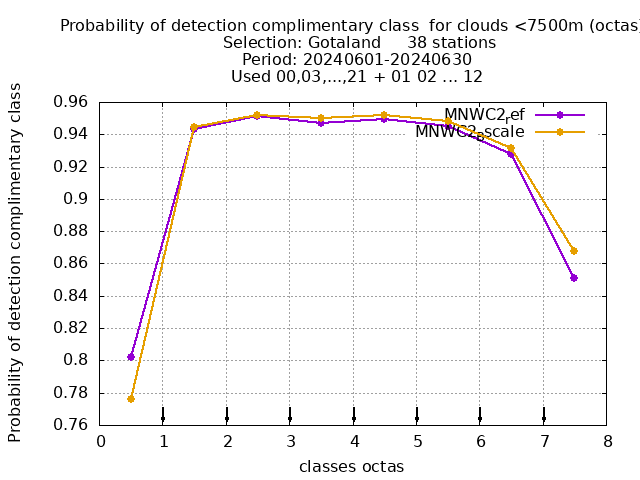 Probability of detection complimentary class for clouds <7500m (octas)
Selection: Gotaland 38 stations
Period: 20240601-20240630
Used 00,03,...,21 + 01 02 ... 12
Probability of detection complimentary class
0.96
0.94
0.92
0.9
0.88
0.86
0.84
0.82
0.8
0.78
0.76
MNWC2ref
MNWC2sscale
0 1 2 3 4 5 6 7 8
classes octas